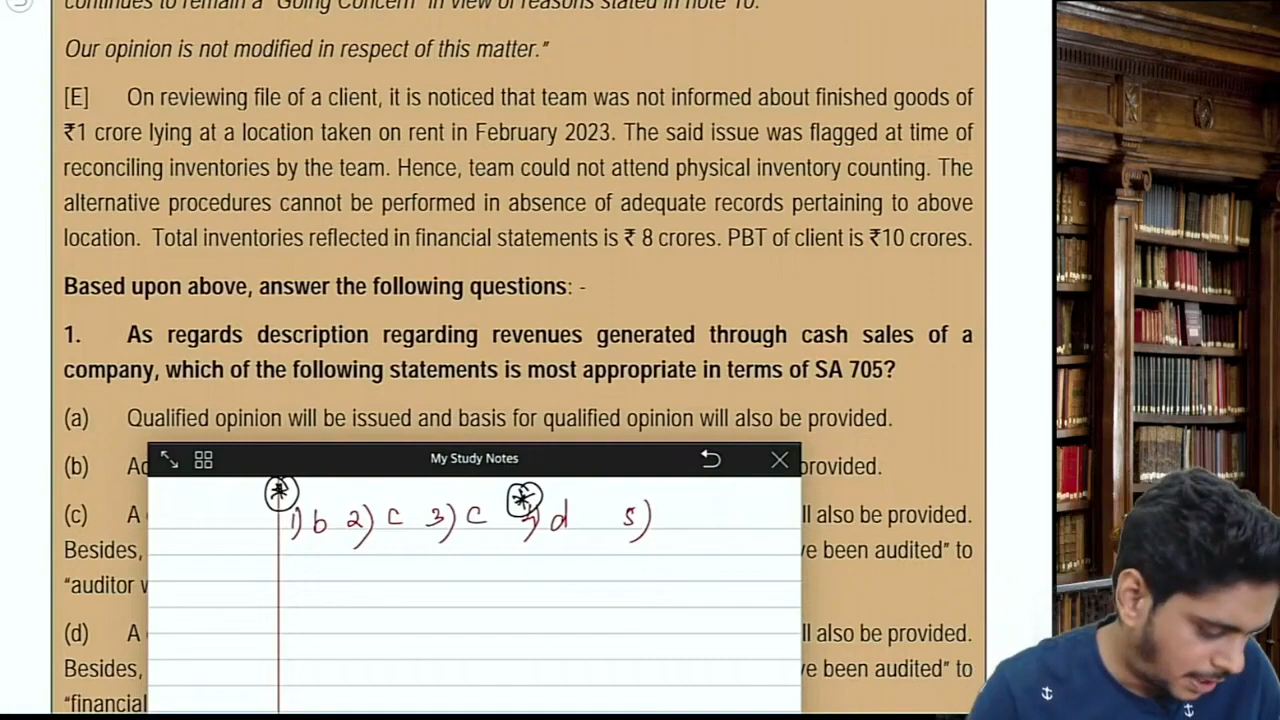 continues to remain a "Going Concern" in view of reasons stated in note 10.
Our opinion is not modified in respect of this matter."
[E] On reviewing file of a client, it is noticed that team was not informed about finished goods of
₹1 crore lying at a location taken on rent in February 2023. The said issue was flagged at time of
reconciling inventories by the team. Hence, team could not attend physical inventory counting. The
alternative procedures cannot be performed in absence of adequate records pertaining to above
location. Total inventories reflected in financial statements is ₹ 8 crores. PBT of client is ₹10 crores.
Based upon above, answer the following questions: -
1. As regards description regarding revenues generated through cash sales of a
company, which of the following statements is most appropriate in terms of SA 705?
(a) Qualified opinion will be issued and basis for qualified opinion will also be provided.
(b) provided.
My Study Notes
1) b 2) c 3) c d 5)
(c) A ll also be provided.
Besides, e been audited" to
"auditor
(d) A ll also be provided.
Besides, e been audited" to
"financial